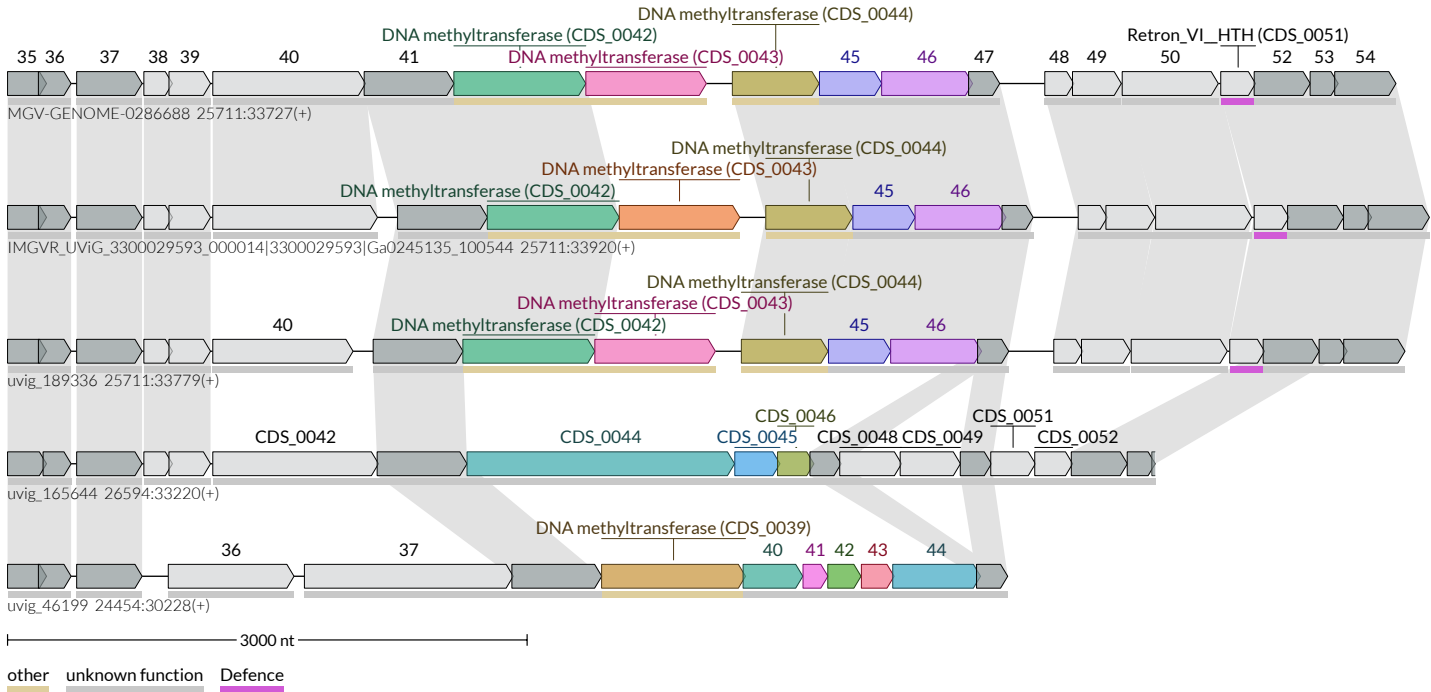 DNA methyltransferase (CDS_0044)
DNA methyltransferase (CDS_0042)
Retron_VI__HTH (CDS_0051)
35 36 37 38 39 40 41 DNA methyltransferase (CDS_0043) 45 46 47 48 49 50 52 53 54
MGV-GENOME-0286688 25711:33727(+)
DNA methyltransferase (CDS_0044)
DNA methyltransferase (CDS_0043)
DNA methyltransferase (CDS_0042) 45 46
IMGVR_UViG_3300029593_000014|3300029593|Ga0245135_100544 25711:33920(+)
DNA methyltransferase (CDS_0044)
DNA methyltransferase (CDS_0043)
40 DNA methyltransferase (CDS_0042) 45 46
uvig_189336 25711:33779(+)
CDS_0046 CDS_0051
CDS_0042 CDS_0044 CDS_0045 CDS_0048 CDS_0049 CDS_0052
uvig_165644 26594:33220(+)
DNA methyltransferase (CDS_0039)
36 37 40 41 42 43 44
uvig_46199 24454:30228(+)
3000 nt
other unknown function Defence